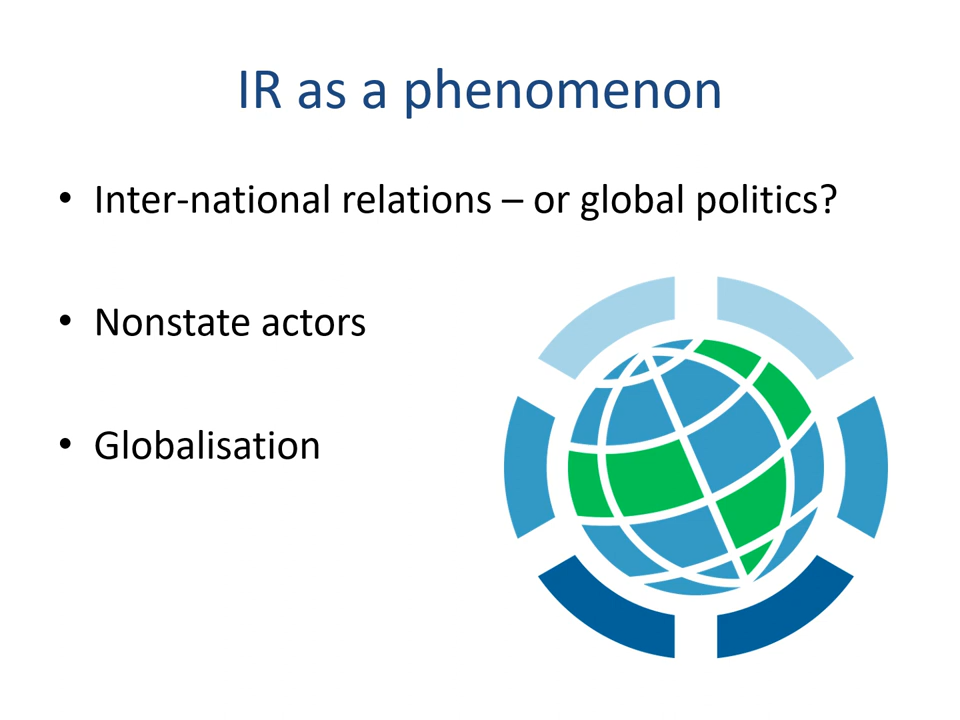 IR as a phenomenon
• Inter-national relations – or global politics?
• Nonstate actors
• Globalisation